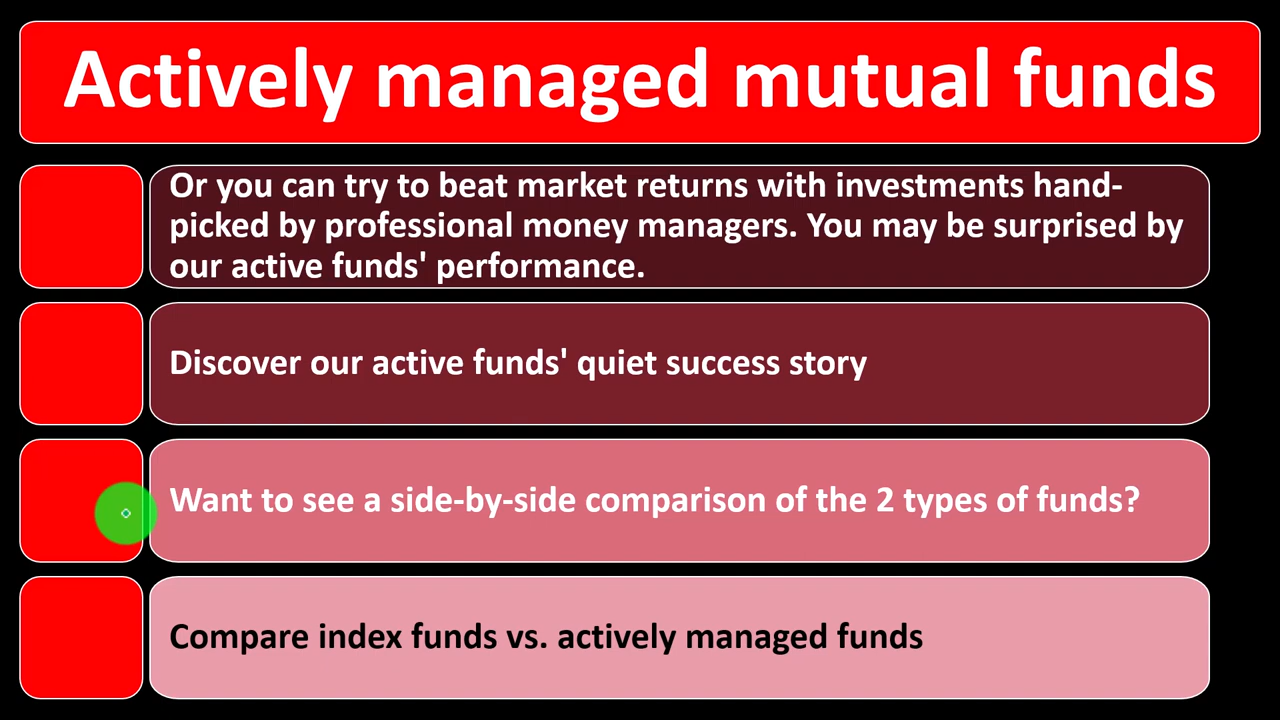 Actively managed mutual funds
Or you can try to beat market returns with investments hand-
picked by professional money managers. You may be surprised by
our active funds' performance.
Discover our active funds' quiet success story
Want to see a side-by-side comparison of the 2 types of funds?
Compare index funds vs. actively managed funds